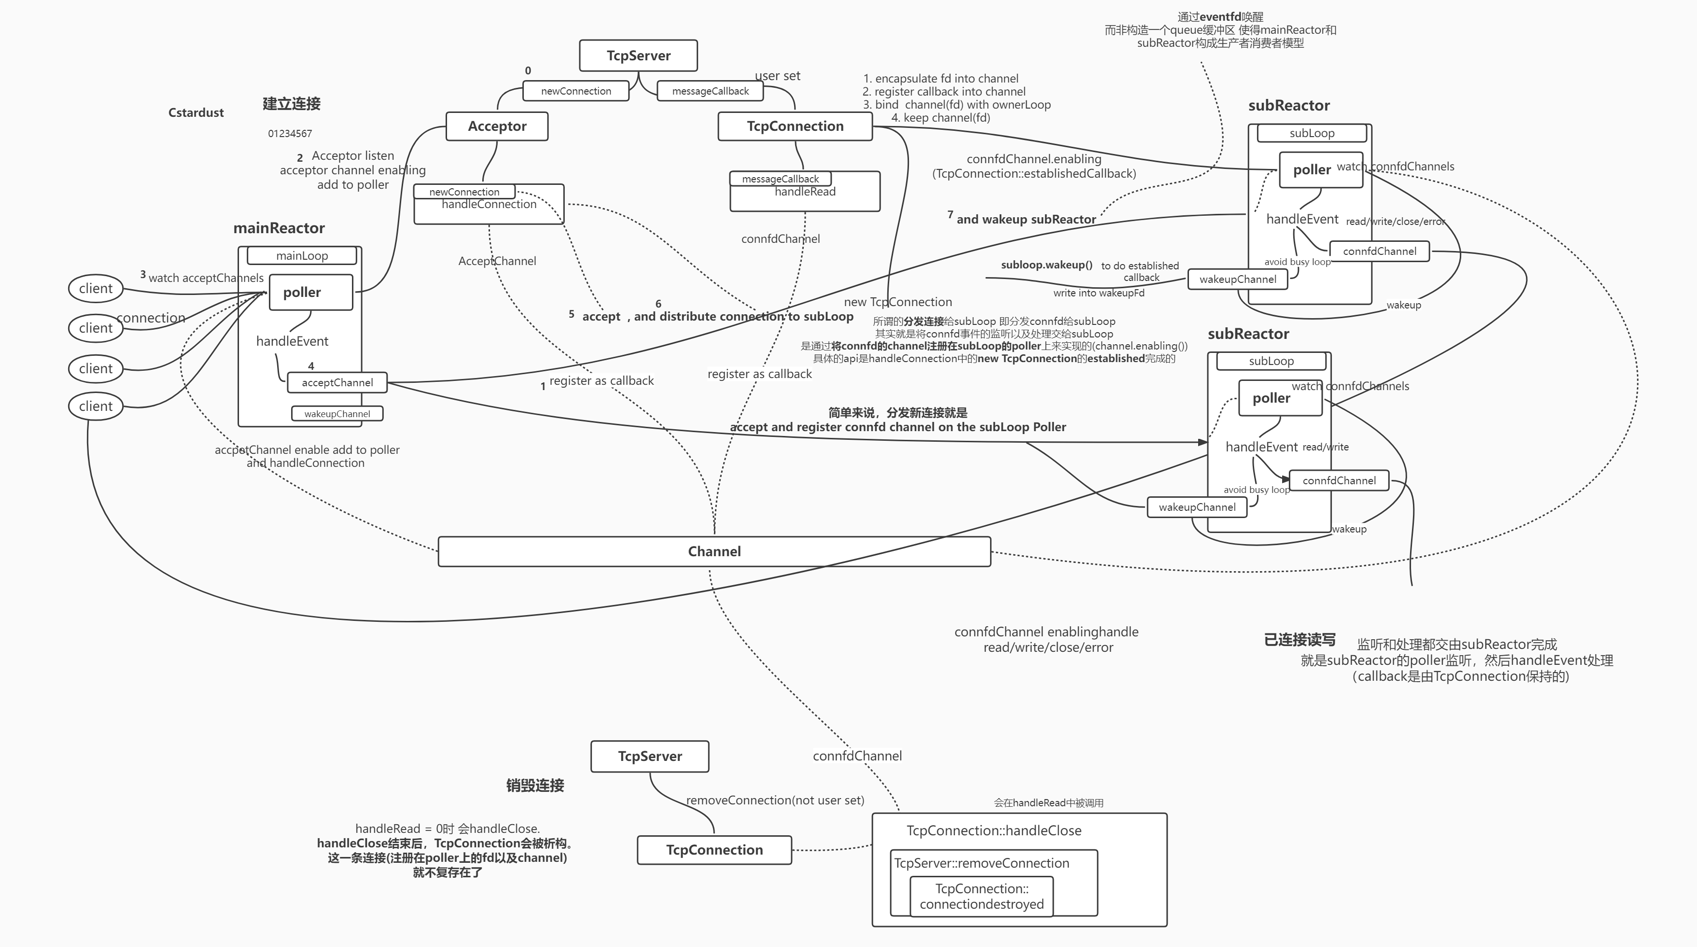 通过eventfd唤醒
而非构造一个queue缓冲区 使得mainReactor和
subReactor构成生产者消费者模型
TcpServer
0
newConnection
messageCallback
user set
1. encapsulate fd into channel
2. register callback into channel
3. bind channel(fd) with ownerLoop
4. keep channel(fd)
Cstardust
建立连接
01234567
Acceptor
TcpConnection
subReactor
subLoop
2 Acceptor listen
acceptor channel enabling
add to poller
newConnection
handleConnection
messageCallback
handleRead
connfdChannel.enabling
(TcpConnection::establishedCallback)
poller
watch connfdChannels
7 and wakeup subReactor
handleEvent
read/write/close/error
mainReactor
mainLoop
connfdChannel
AcceptChannel
connfdChannel
avoid busy loop
subloop.wakeup() to do established
callback
wakeupChannel
write into wakeupFd
wakeup
3 watch acceptChannels
client
poller
connection
client
handleEvent
client
client
4
acceptChannel
wakeupChannel
6
5 accept , and distribute connection to subLoop
new TcpConnection
所谓的分发连接给subLoop 即分发connfd给subLoop
其实就是将connfd事件的监听以及处理交给subLoop
是通过将connfd的channel注册在subLoop的poller上来实现的(channel.enabling())
具体的api是handleConnection中的new TcpConnection的established完成的
subReactor
subLoop
1 register as callback
register as callback
poller
watch connfdChannels
简单来说，分发新连接就是
accept and register connfd channel on the subLoop Poller
handleEvent
read/write
accpetChannel enable add to poller
and handleConnection
connfdChannel
avoid busy loop
wakeupChannel
wakeup
Channel
connfdChannel enablinghandle
read/write/close/error
已连接读写
监听和处理都交由subReactor完成
就是subReactor的poller监听，然后handleEvent处理
（callback是由TcpConnection保持的)
TcpServer
connfdChannel
销毁连接
removeConnection(not user set)
会在handleRead中被调用
handleRead = 0时 会handleClose.
handleClose结束后，TcpConnection会被析构。
这一条连接(注册在poller上的fd以及channel)
就不复存在了
TcpConnection
TcpConnection::handleClose
TcpServer::removeConnection
TcpConnection::
connectiondestroyed